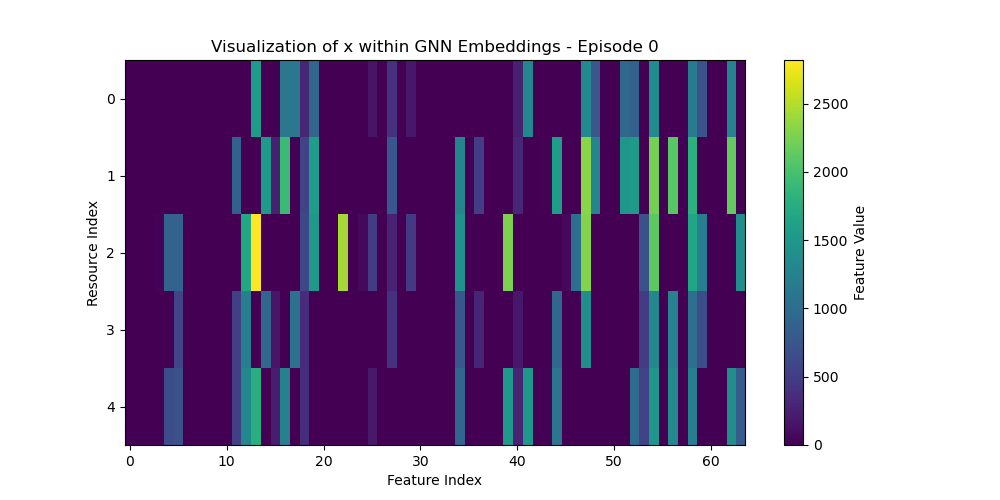 Visualization of x within GNN Embeddings - Episode 0
Resource Index
0
1
2
3
4
0 10 20 30 40 50 60
Feature Index
2500
2000
1500
1000
500
0
Feature Value